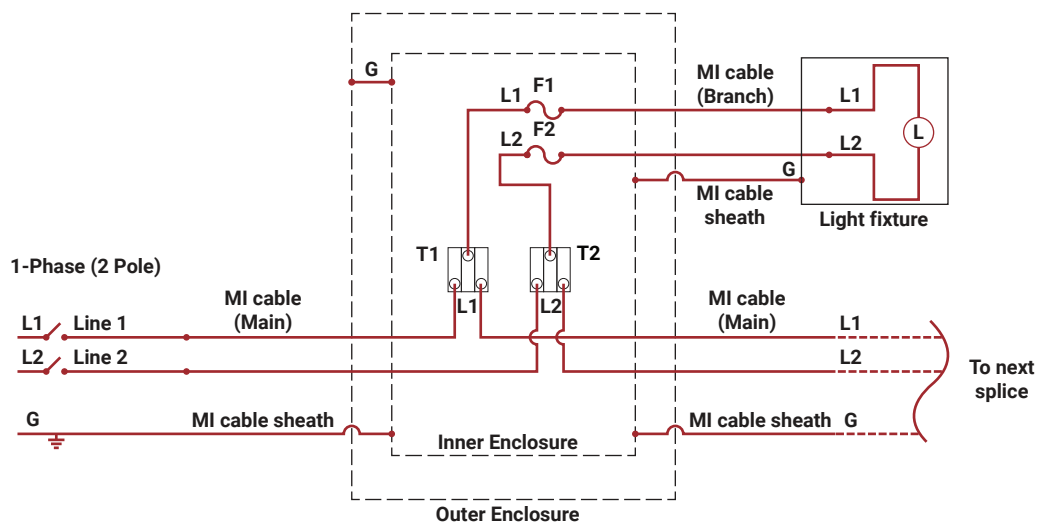 G
L1
F1
MI cable
(Branch)
L1
L
L2
F2
L2
G
MI cable
sheath
Light fixture
T1
T2
1-Phase (2 Pole)
MI cable
(Main)
L1
L2
MI cable
(Main)
L1
Line 1
L1
L2
Line 2
L2
To next
splice
G
MI cable sheath
MI cable sheath
G
Inner Enclosure
Outer Enclosure